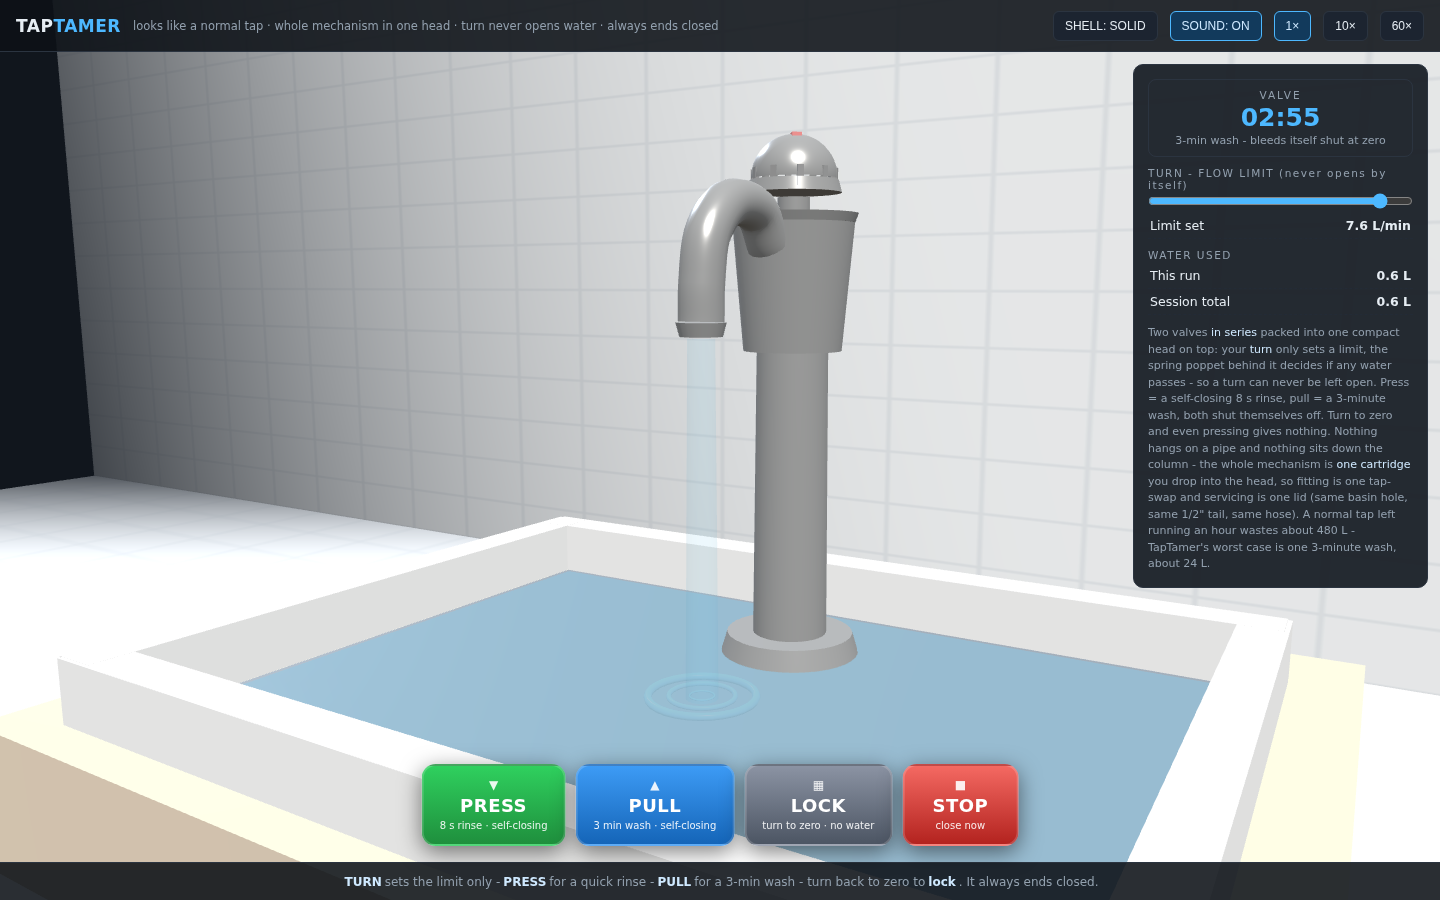 TAPTAMER looks like a normal tap · whole mechanism in one head · turn never opens water · always ends closed
SHELL: SOLID
SOUND: ON
1×
10×
60×
VALVE
02:55
3-min wash - bleeds itself shut at zero
TURN - FLOW LIMIT (never opens by
itself)
Limit set 7.6 L/min
WATER USED
This run 0.6 L
Session total 0.6 L
Two valves in series packed into one compact
head on top: your turn only sets a limit, the
spring poppet behind it decides if any water
passes - so a turn can never be left open. Press
= a self-closing 8 s rinse, pull = a 3-minute
wash, both shut themselves off. Turn to zero
and even pressing gives nothing. Nothing
hangs on a pipe and nothing sits down the
column - the whole mechanism is one cartridge
you drop into the head, so fitting is one tap-
swap and servicing is one lid (same basin hole,
same 1/2" tail, same hose). A normal tap left
running an hour wastes about 480 L -
TapTamer's worst case is one 3-minute wash,
about 24 L.
▼
PRESS
8 s rinse · self-closing
▲
PULL
3 min wash · self-closing
▦
LOCK
turn to zero · no water
■
STOP
close now
TURN sets the limit only - PRESS for a quick rinse - PULL for a 3-min wash - turn back to zero to lock . It always ends closed.